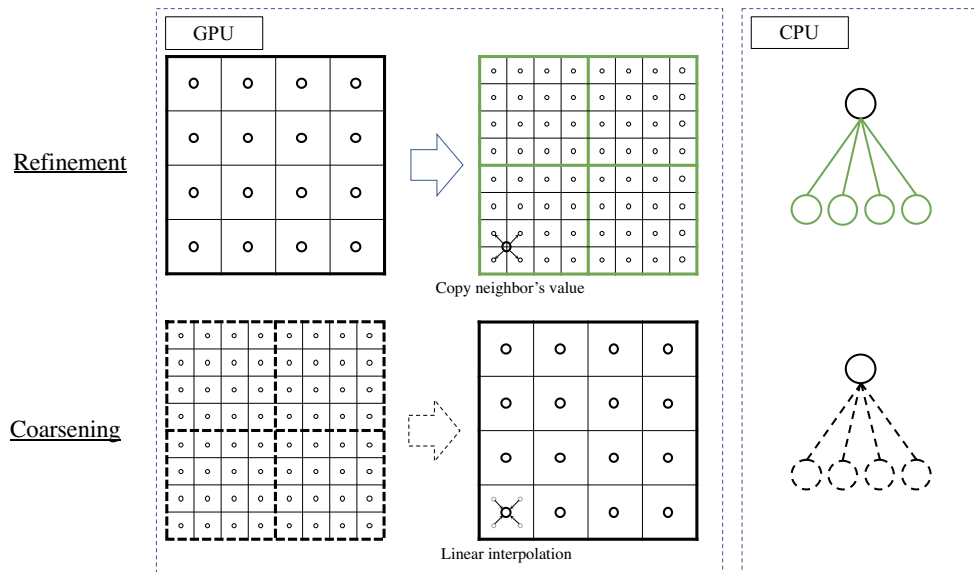 GPU
CPU
Refinement
Copy neighbor's value
Coarsening
Linear interpolation